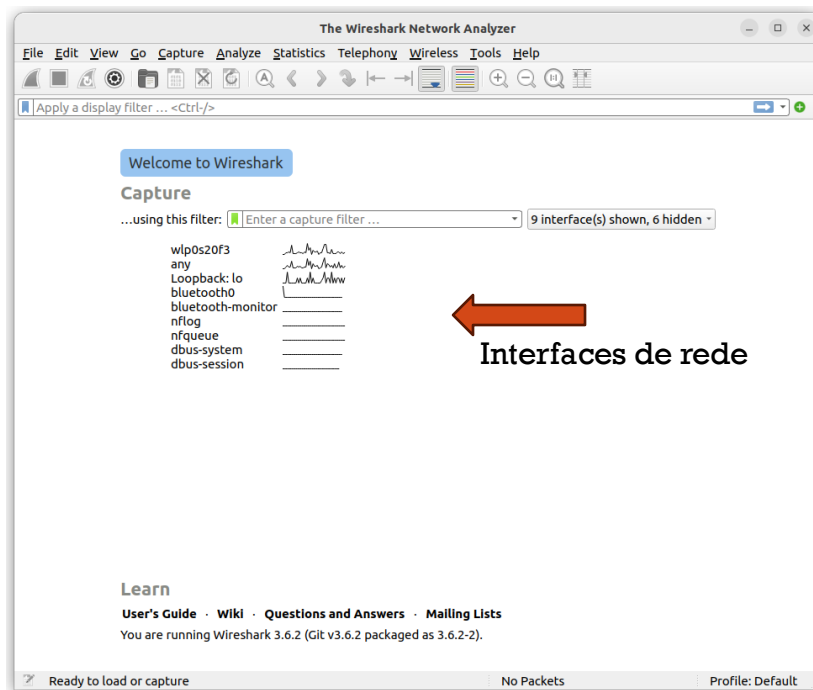 The Wireshark Network Analyzer
File Edit View Go Capture Analyze Statistics Telephony Wireless Tools Help
Apply a display filter … <Ctrl-/>
Welcome to Wireshark
Capture
…using this filter: Enter a capture filter … 9 interface(s) shown, 6 hidden
wlp0s20f3
any
Loopback: lo
bluetooth0
bluetooth-monitor
nflog
nfqueue
dbus-system
dbus-session
Interfaces de rede
Learn
User's Guide · Wiki · Questions and Answers · Mailing Lists
You are running Wireshark 3.6.2 (Git v3.6.2 packaged as 3.6.2-2).
Ready to load or capture No Packets Profile: Default